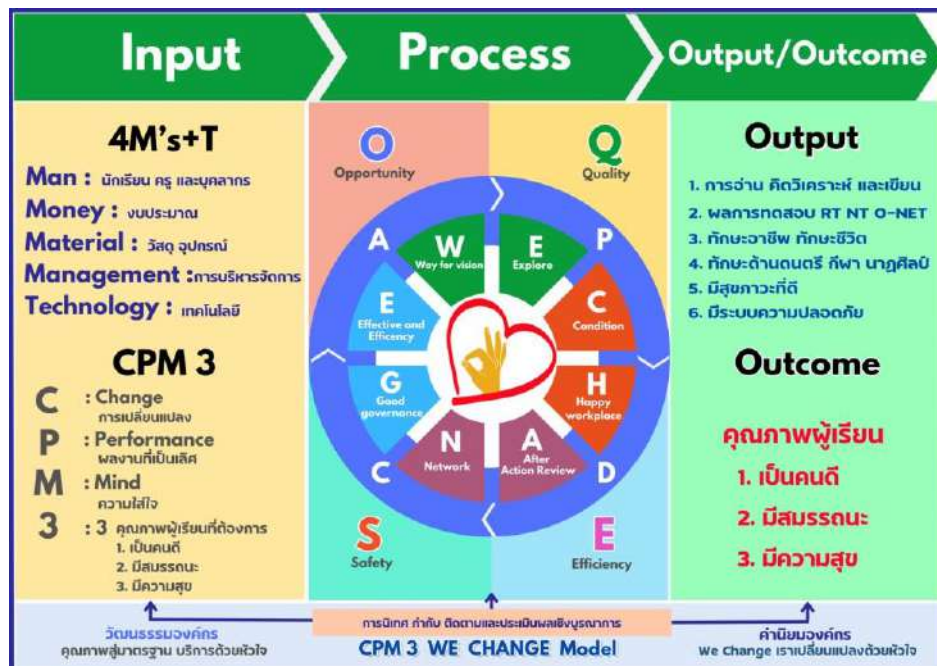 Input
Process
Output/Outcome
4M's+T
Man : นักเรียน ครู และบุคลากร
Money : งบประมาณ
Material : วัสดุ อุปกรณ์
Management :การบริหารจัดการ
Technology : เทคโนโลยี
CPM 3
C : Change
การเปลี่ยนแปลง
P : Performance
ผลงานที่เป็นเลิศ
M : Mind
ความใส่ใจ
3 : 3 คุณภาพผู้เรียนที่ต้องการ
1. เป็นคนดี
2. มีสมรรถนะ
3. มีความสุข
O
Opportunity
Q
Quality
A
P
D
C
W
Way for vision
E
Explore
C
Condition
H
Happy
workplace
A
After
Action Review
N
Network
G
Good
governance
E
Effective and
Efficency
S
Safety
E
Efficiency
Output
1. การอ่าน คิดวิเคราะห์ และเขียน
2. ผลการทดสอบ RT NT O-NET
3. ทักษะอาชีพ ทักษะชีวิต
4. ทักษะด้านดนตรี กีฬา นาฏศิลป์
5. มีสุขภาวะที่ดี
6. มีระบบความปลอดภัย
Outcome
คุณภาพผู้เรียน
1. เป็นคนดี
2. มีสมรรถนะ
3. มีความสุข
วัฒนธรรมองค์กร
คุณภาพสู่มาตรฐาน บริการด้วยหัวใจ
การนิเทศ กำกับ ติดตามและประเมินผลเชิงบูรณาการ
CPM 3 WE CHANGE Model
ค่านิยมองค์กร
We Change เราเปลี่ยนแปลงด้วยหัวใจ